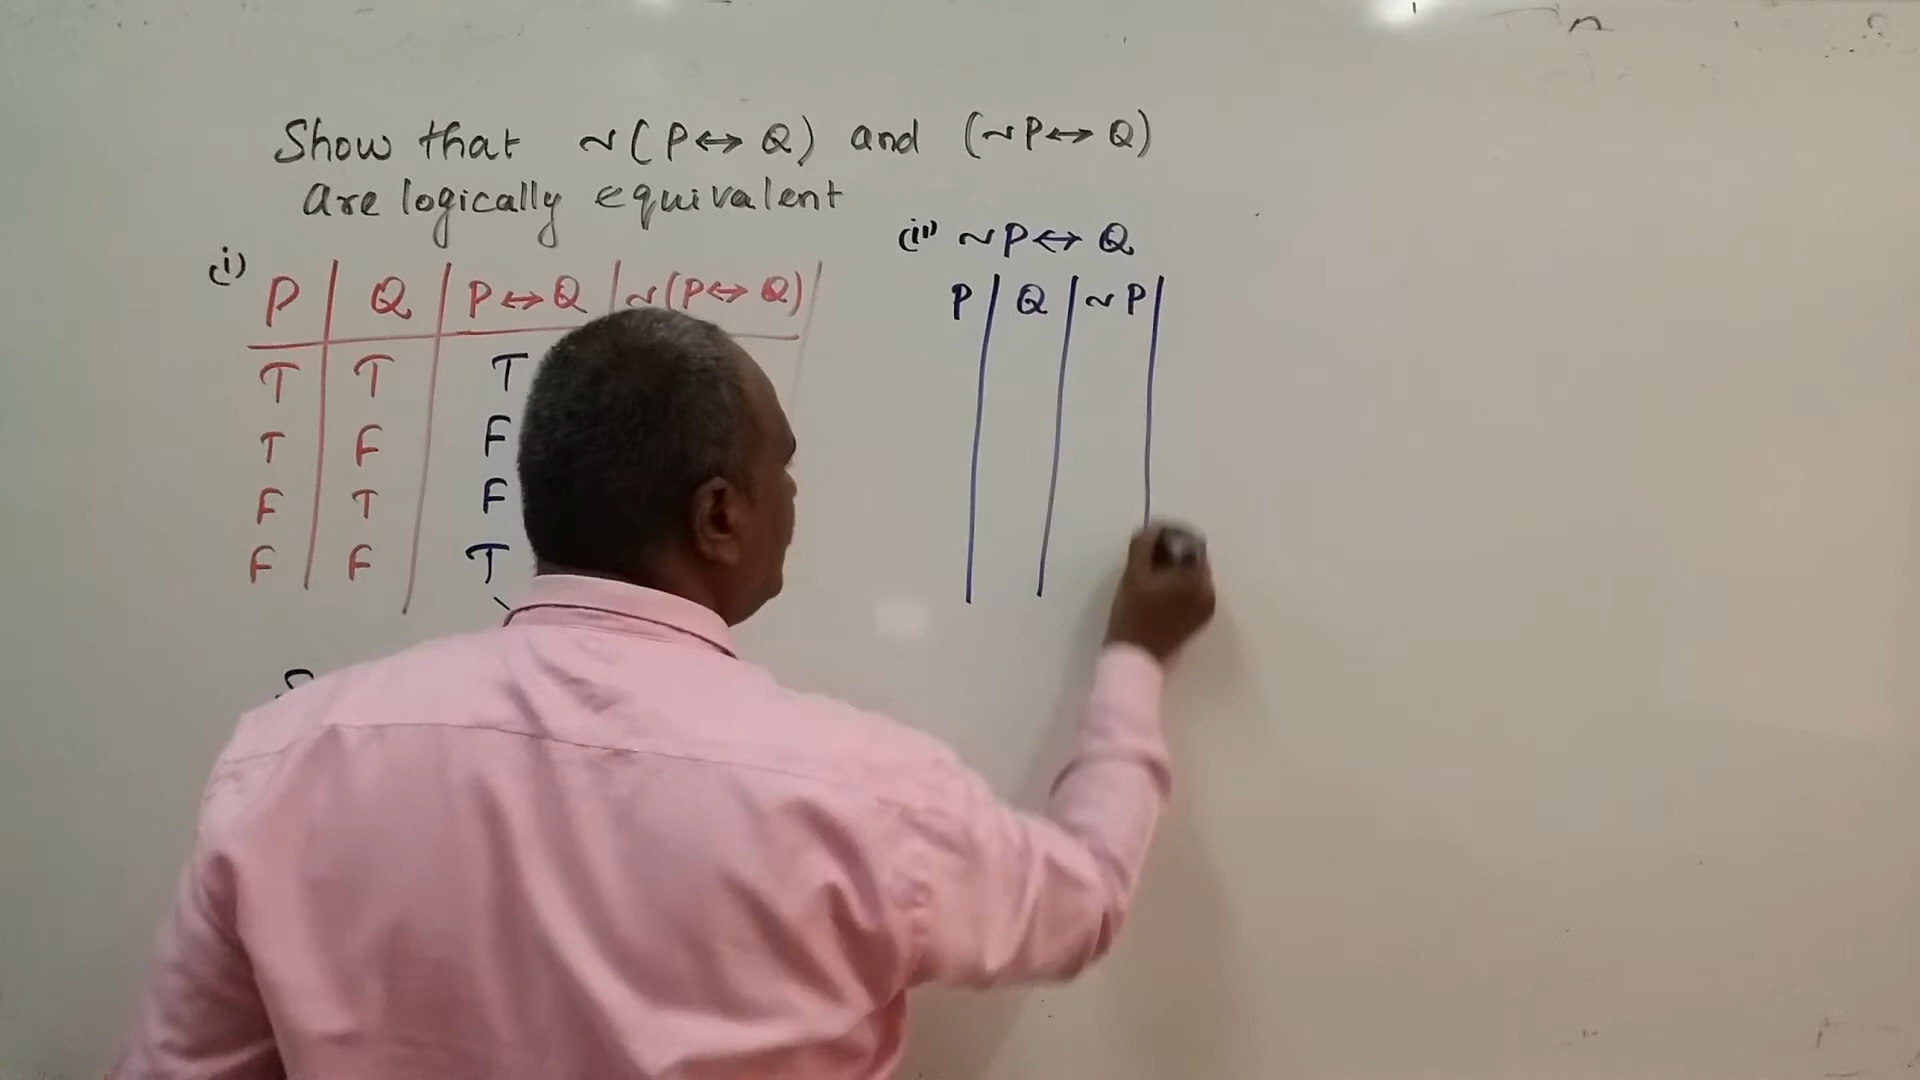 Show that ~(P↔Q) and (~P↔Q)
are logically equivalent
(i)
P | Q | P↔Q | ~(P↔Q)
T | T | T
T | F | F
F | T | F
F | F | T
(ii) ~P↔Q
P | Q | ~P |